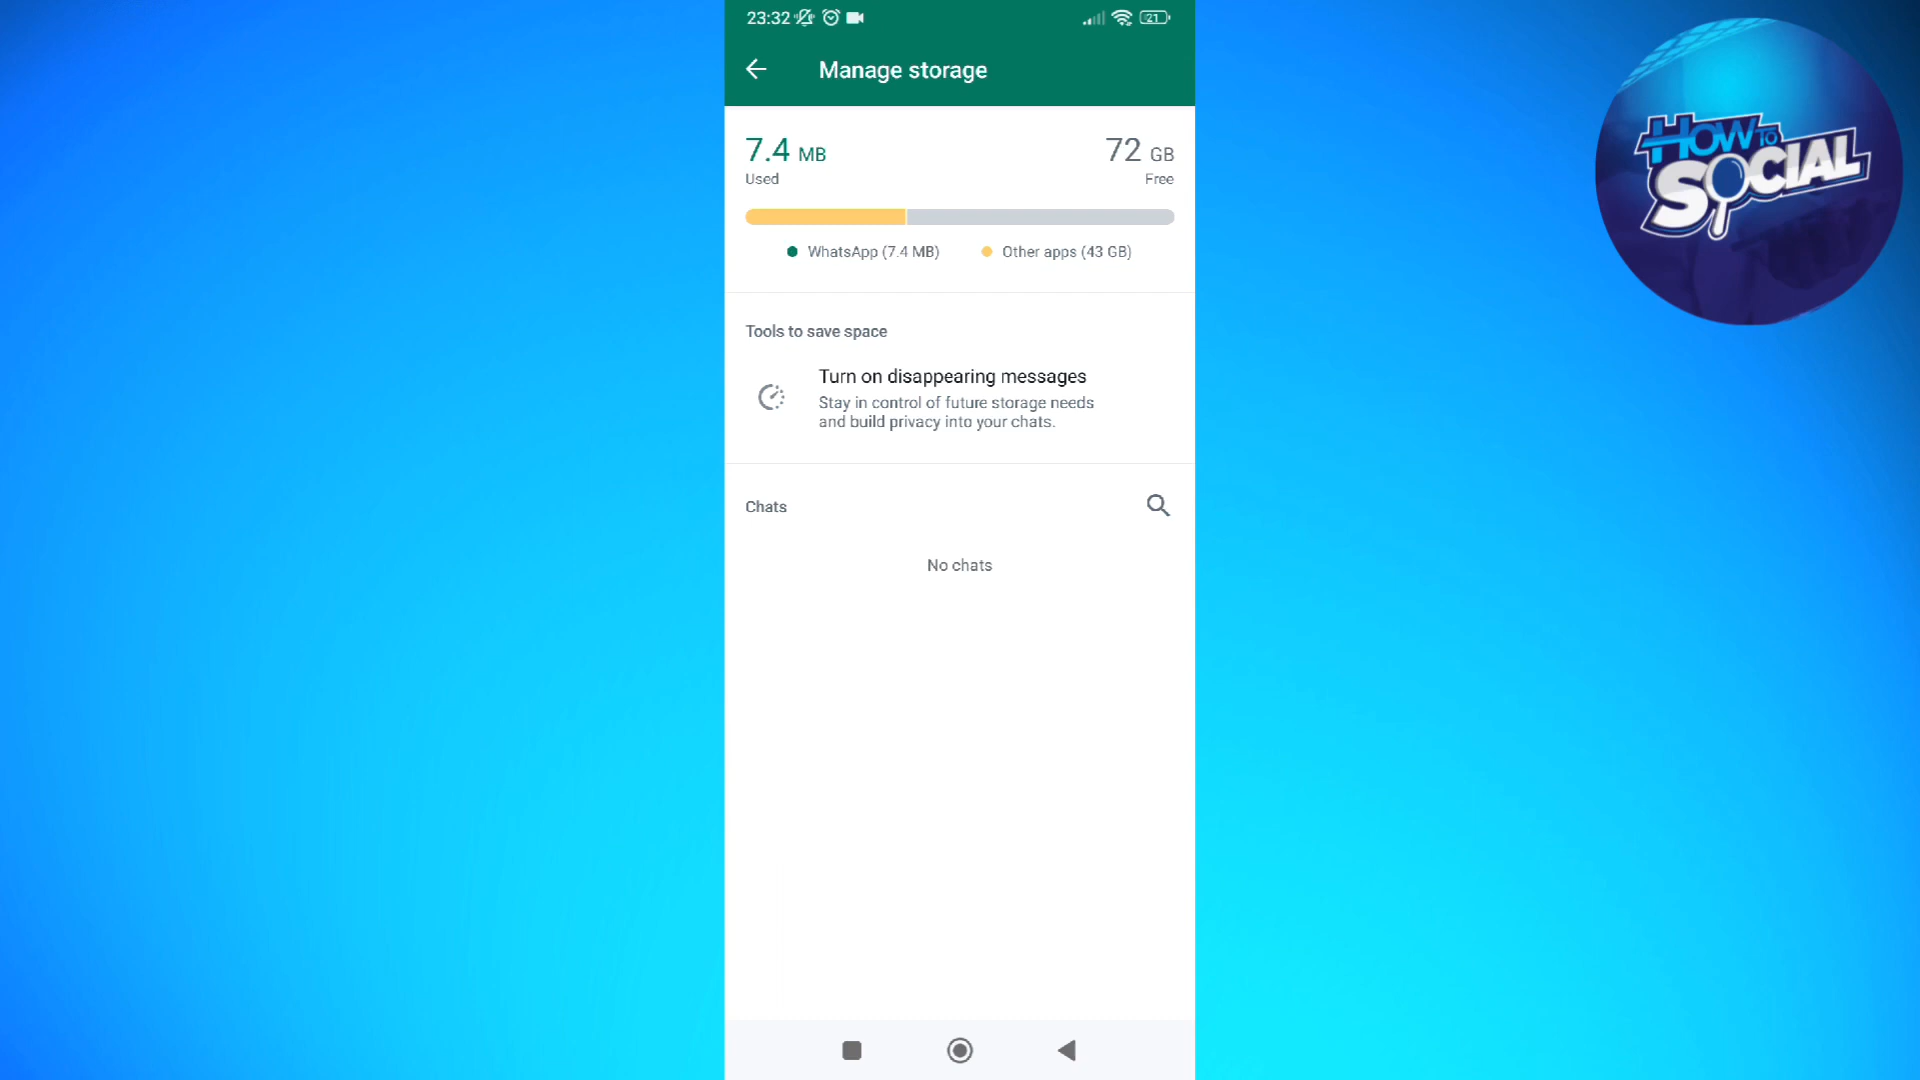 23:32
21
Manage storage
HOW TO
SOCIAL
7.4 MB
72 GB
Used
Free
WhatsApp (7.4 MB)
Other apps (43 GB)
Tools to save space
Turn on disappearing messages
Stay in control of future storage needs
and build privacy into your chats.
Chats
No chats